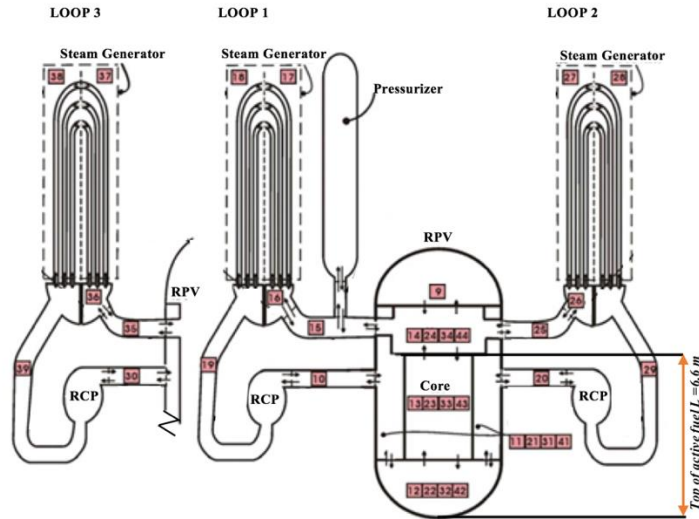 LOOP 3
LOOP 1
LOOP 2
Steam Generator
Steam Generator
Steam Generator
38 37
18 17
27 28
Pressurizer
RPV
RPV
9
36
16
26
35
15
14 24 34 44
25
39
19
29
30
10
20
RCP
RCP
RCP
Core
13 23 33 43
11 21 31 41
12 22 32 42
Top of active fuel L =6,6 m